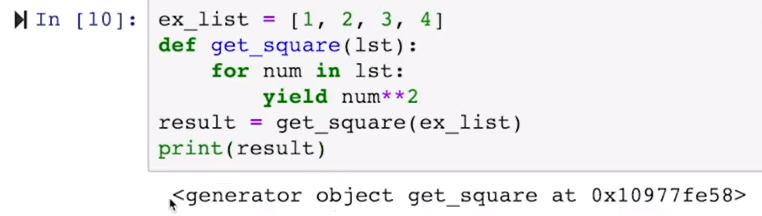 In [10]: ex_list = [1, 2, 3, 4]
def get_square(lst):
    for num in lst:
        yield num**2
result = get_square(ex_list)
print(result)
<generator object get_square at 0x10977fe58>